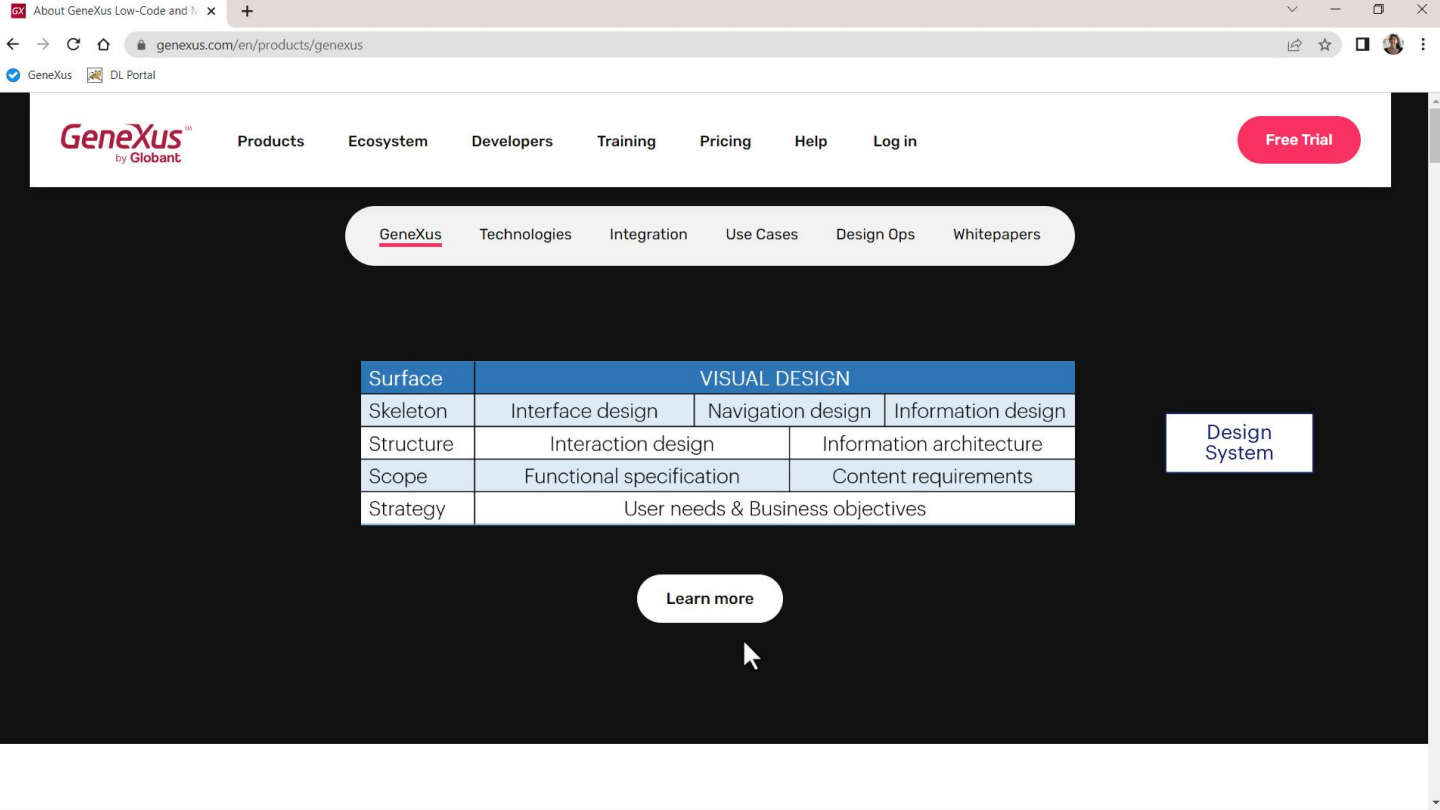 GX About GeneXus Low-Code and
genexus.com/en/products/genexus
GeneXus DL Portal
GeneXus™ by Globant
Products Ecosystem Developers Training Pricing Help Log in Free Trial
GeneXus Technologies Integration Use Cases Design Ops Whitepapers
Surface VISUAL DESIGN
Skeleton Interface design Navigation design Information design
Structure Interaction design Information architecture
Scope Functional specification Content requirements
Strategy User needs & Business objectives
Design
System
Learn more